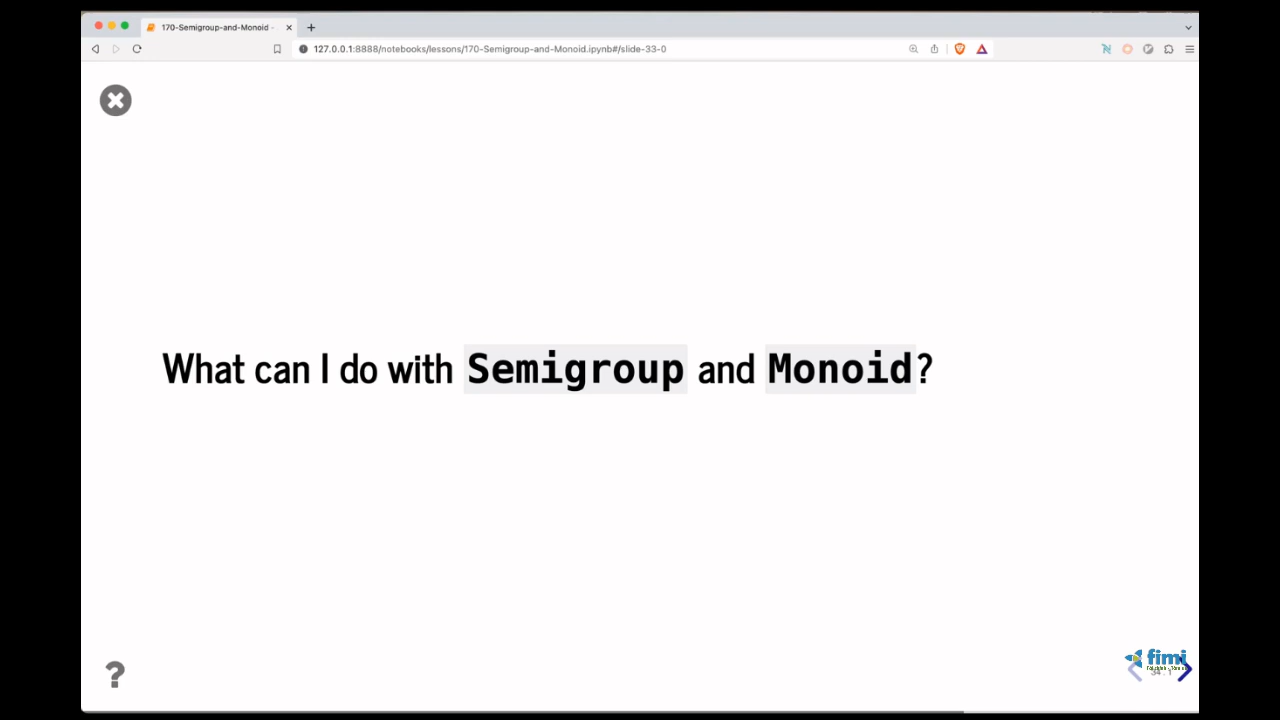 170-Semigroup-and-Monoid -
127.0.0.1:8888/notebooks/lessons/170-Semigroup-and-Monoid.ipynb#/slide-33-0
What can I do with Semigroup and Monoid?
?
fimi